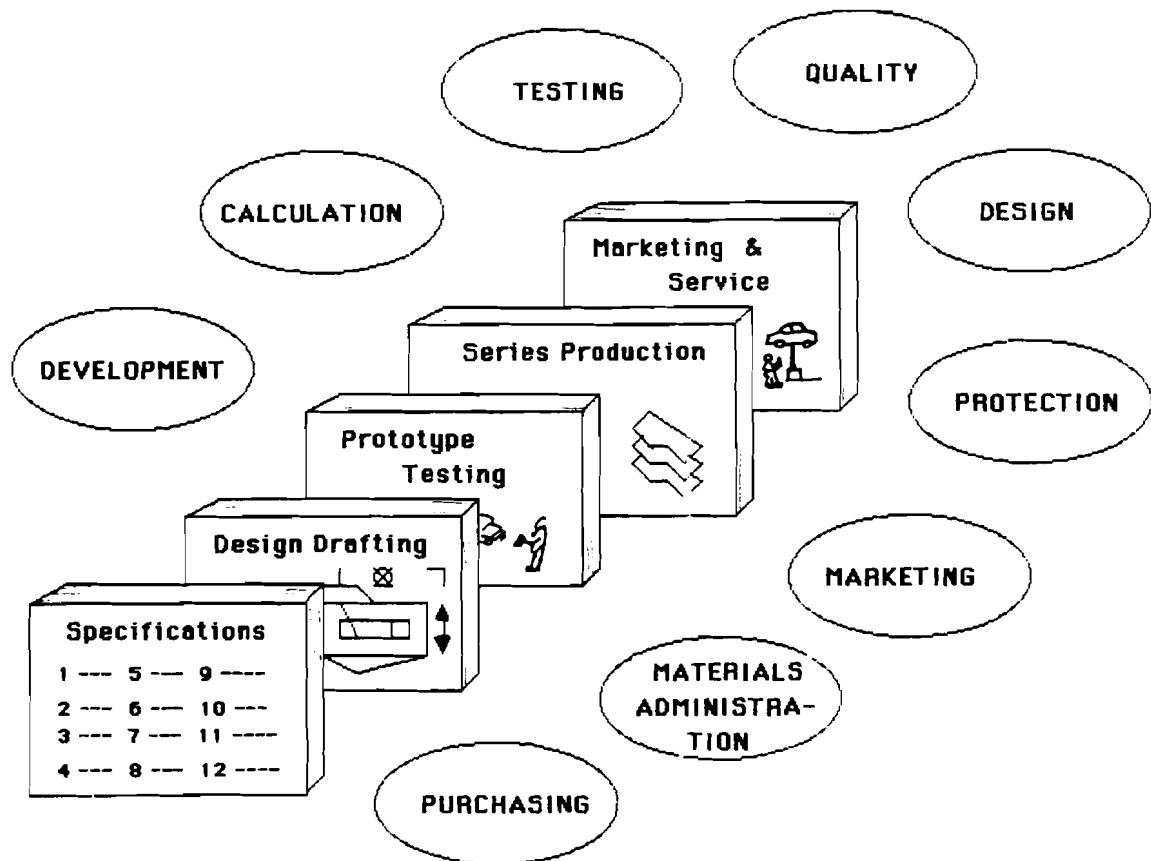 TESTING
QUALITY
CALCULATION
DESIGN
Marketing &
Service
DEVELOPMENT
Series Production
PROTECTION
Prototype
Testing
Design Drafting
MARKETING
Specifications
1 --- 5 --- 9 ----
2 --- 6 --- 10 ---
3 --- 7 --- 11 ----
4 --- 8 --- 12 ----
MATERIALS
ADMINISTRA-
TION
PURCHASING